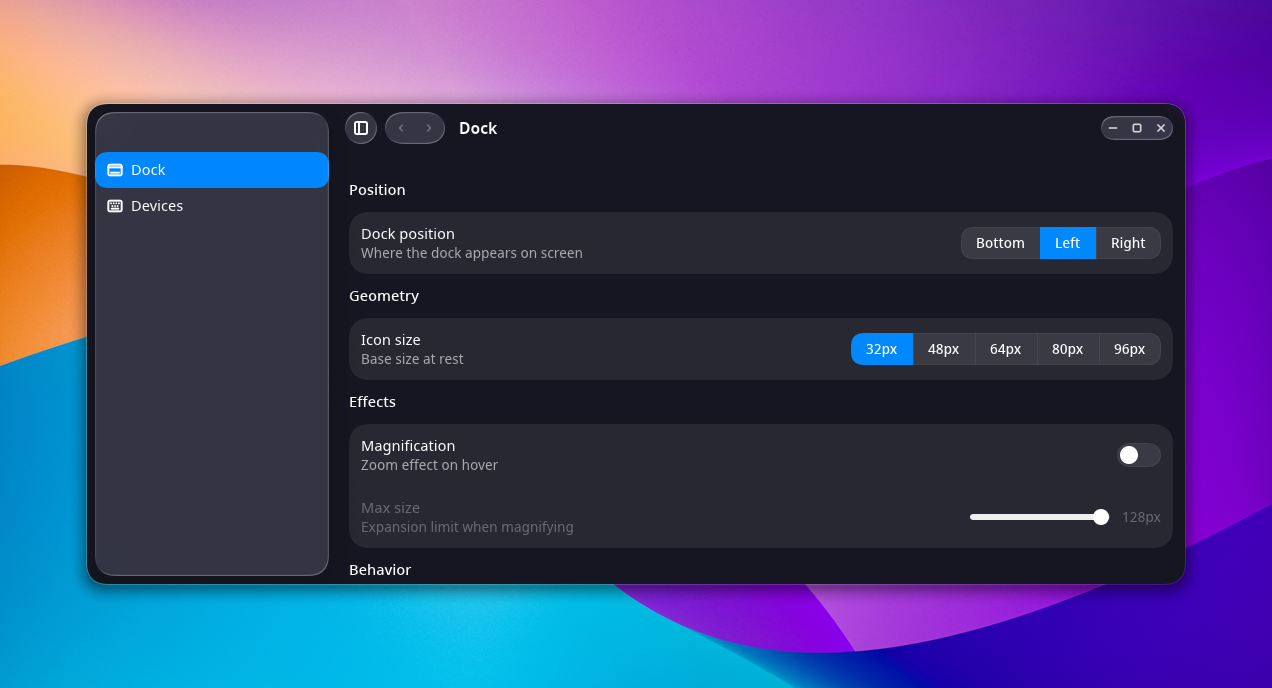 Dock
Dock
Devices
Position
Dock position
Where the dock appears on screen
Bottom
Left
Right
Geometry
Icon size
Base size at rest
32px
48px
64px
80px
96px
Effects
Magnification
Zoom effect on hover
Max size
Expansion limit when magnifying
128px
Behavior